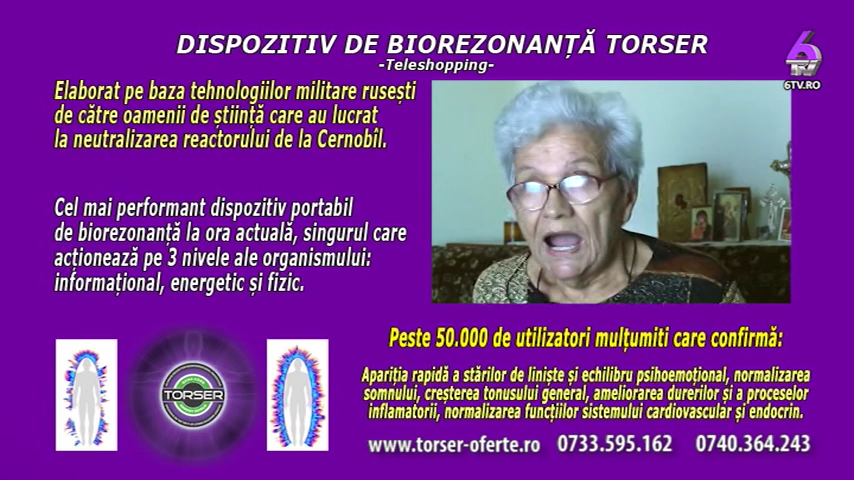 DISPOZITIV DE BIOREZONANȚĂ TORSER
-Teleshopping-
6
TV
6TV.RO
Elaborat pe baza tehnologiilor militare rusești
de către oamenii de știință care au lucrat
la neutralizarea reactorului de la Cernobîl.
Cel mai performant dispozitiv portabil
de biorezonanță la ora actuală, singurul care
acționează pe 3 nivele ale organismului:
informațional, energetic și fizic.
TORSER
Peste 50.000 de utilizatori mulțumiti care confirmă:
Apariția rapidă a stărilor de liniște și echilibru psihoemoțional, normalizarea
somnului, creșterea tonusului general, ameliorarea durerilor și a proceselor
inflamatorii, normalizarea funcțiilor sistemului cardiovascular și endocrin.
www.torser-oferte.ro 0733.595.162 0740.364.243